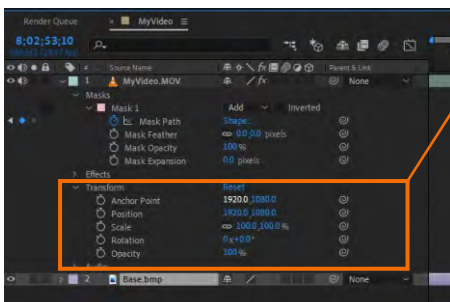 Render Queue × MyVideo
8;02;53;10
# Source Name Parent & Link
1 MyVideo.MOV None
Masks
Mask 1 Add Inverted
Mask Path Shape...
Mask Feather 0.0,0.0 pixels
Mask Opacity 100%
Mask Expansion 0.0 pixels
Effects
Transform Reset
Anchor Point 1920.0,1080.0
Position 1920.0,1080.0
Scale 100.0,100.0%
Rotation 0x+0.0°
Opacity 100%
Audio
2 Base.bmp None